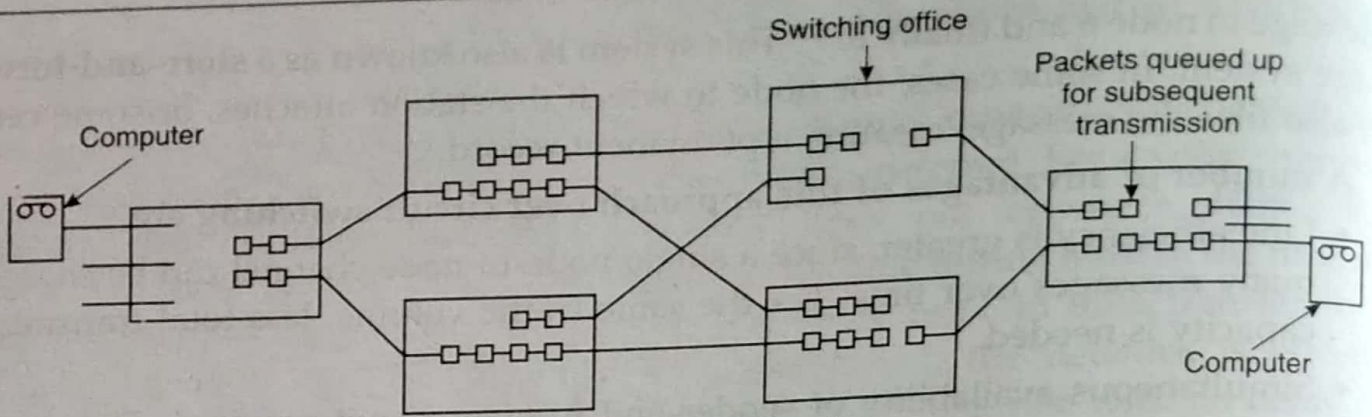 Switching office
Packets queued up
for subsequent
transmission
Computer
Computer